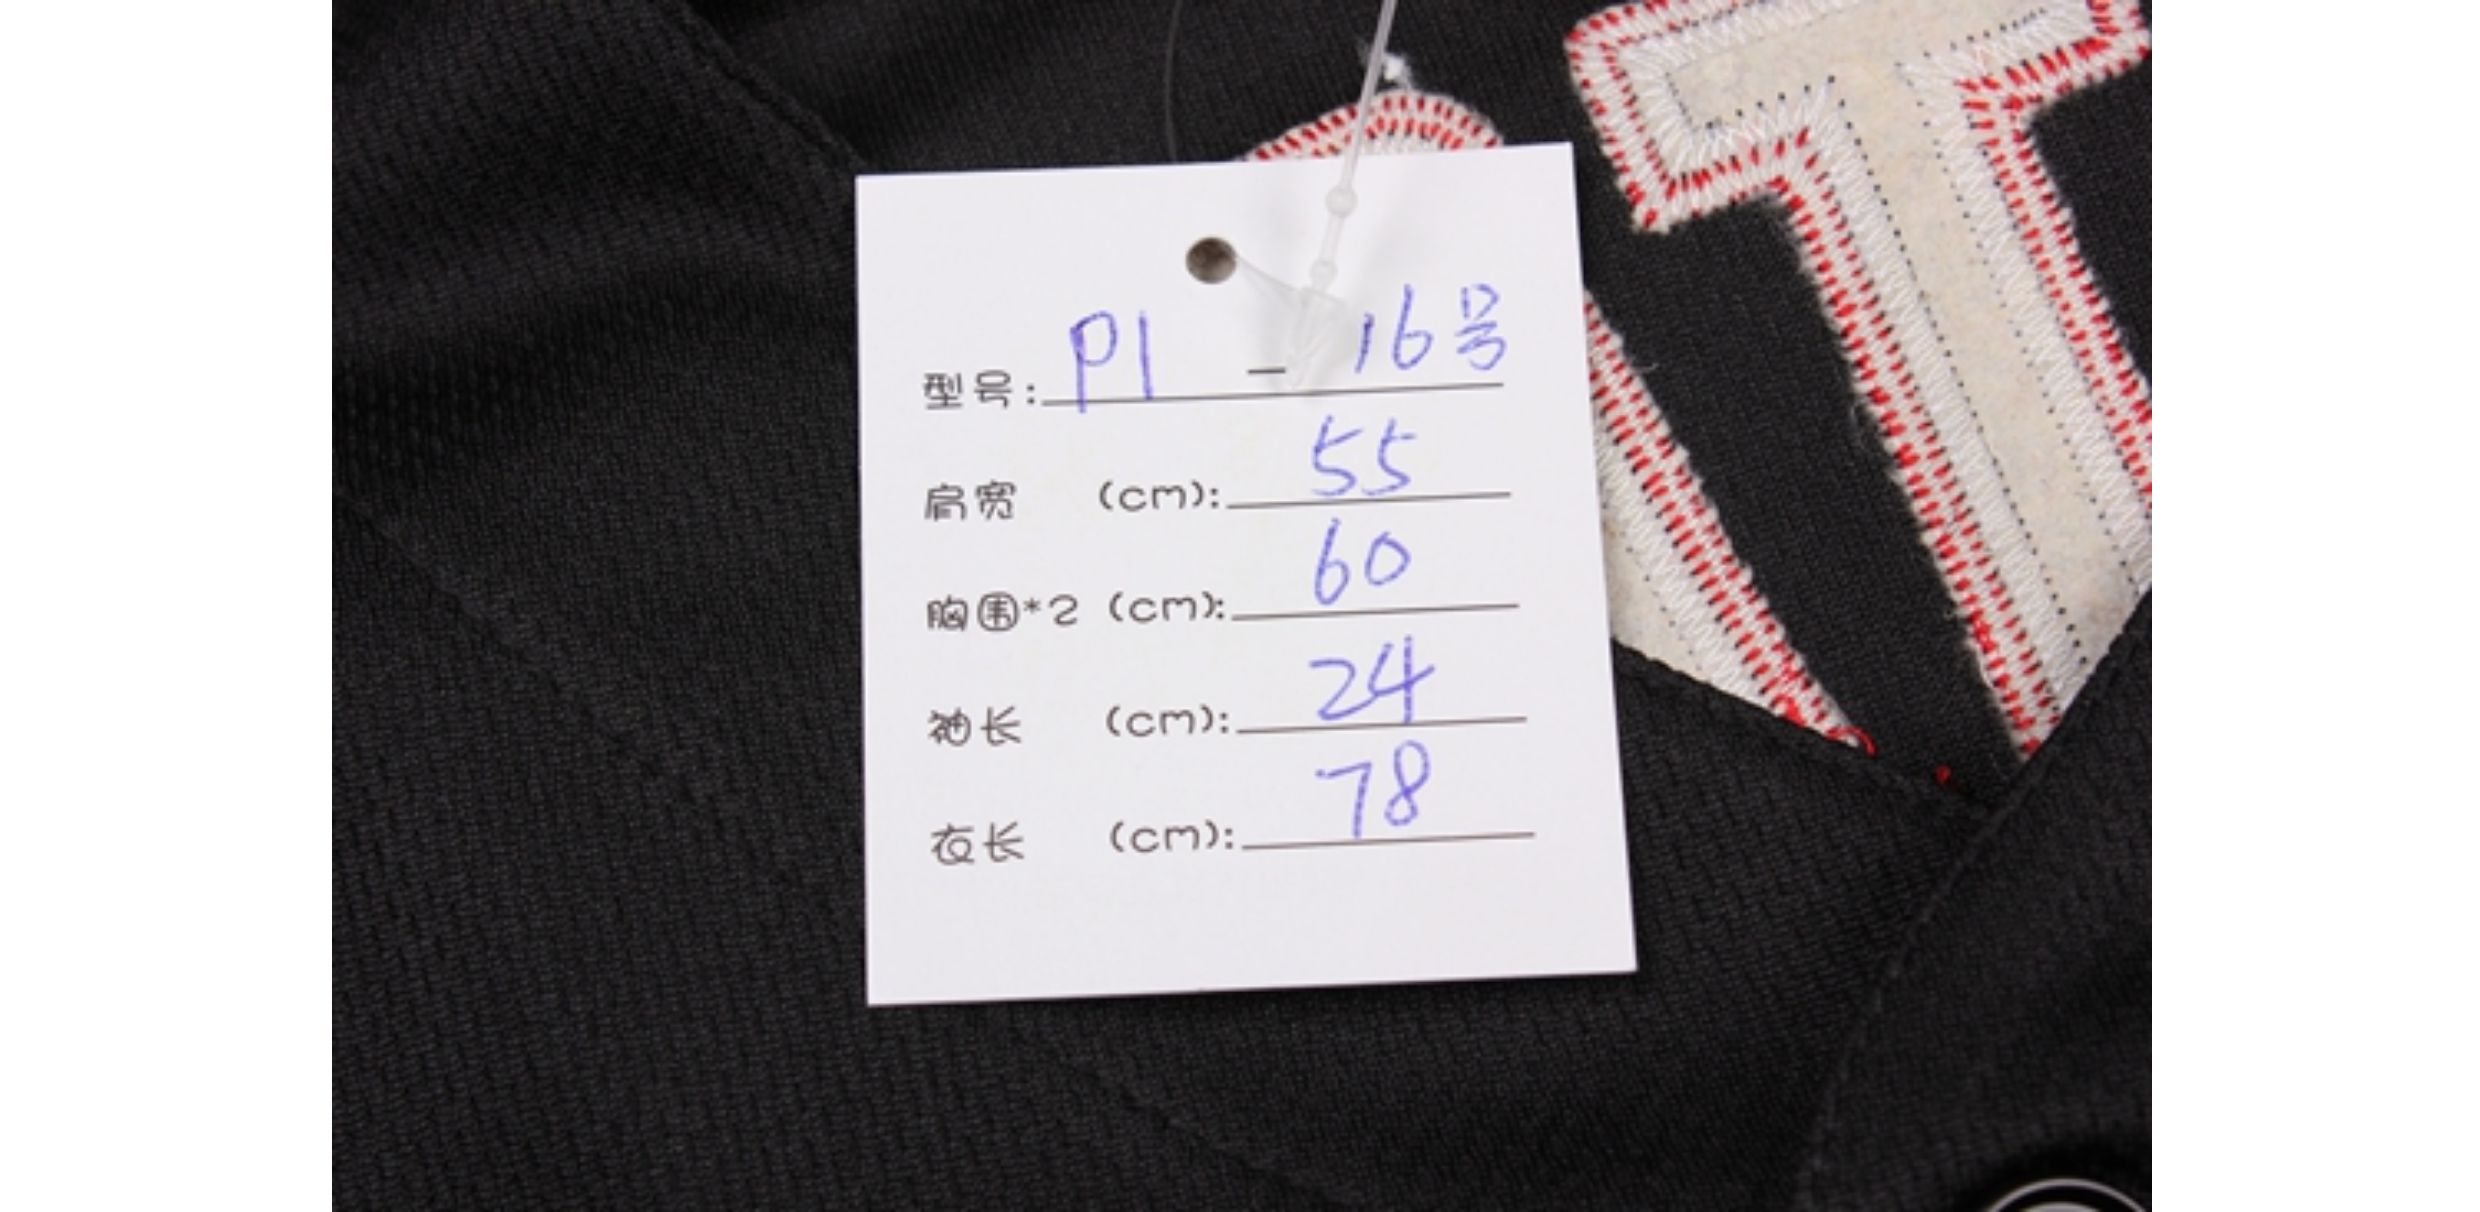 型号: P1 - 16号
肩宽 (cm): 55
胸围*2 (cm): 60
袖长 (cm): 24
衣长 (cm): 78